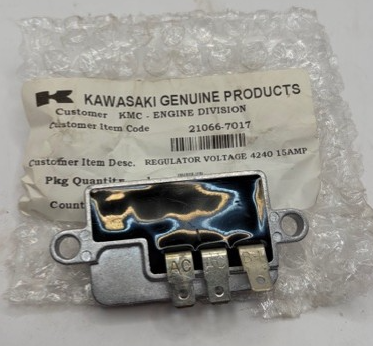 KAWASAKI GENUINE PRODUCTS
Customer KMC - ENGINE DIVISION
Customer Item Code 21066-7017
Customer Item Desc. REGULATOR VOLTAGE 4240 15AMP
Pkg Quantity
Count
AC